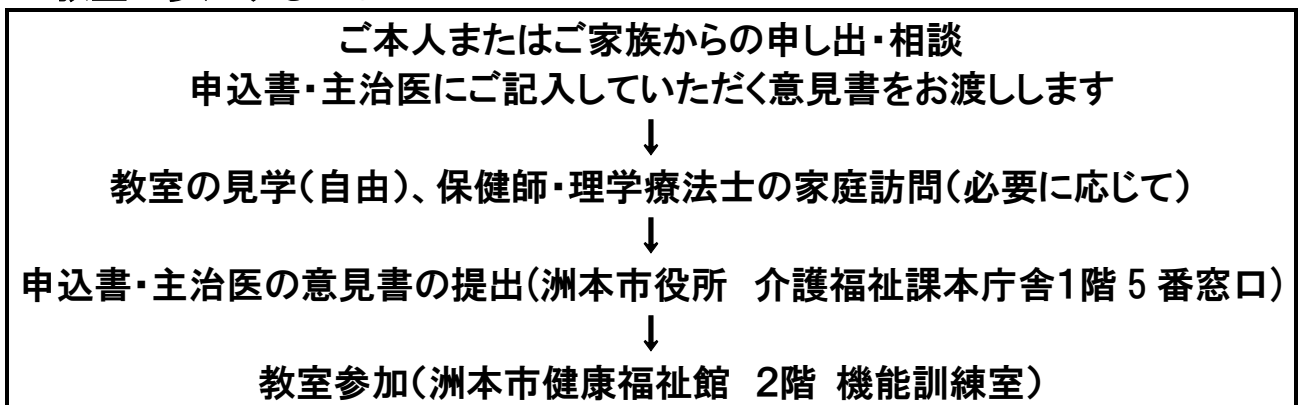 ご本人またはご家族からの申し出・相談
申込書・主治医にご記入していただく意見書をお渡しします
↓
教室の見学(自由)、保健師・理学療法士の家庭訪問(必要に応じて)
↓
申込書・主治医の意見書の提出(洲本市役所　介護福祉課本庁舎1階 5 番窓口)
↓
教室参加(洲本市健康福祉館　2階 機能訓練室)